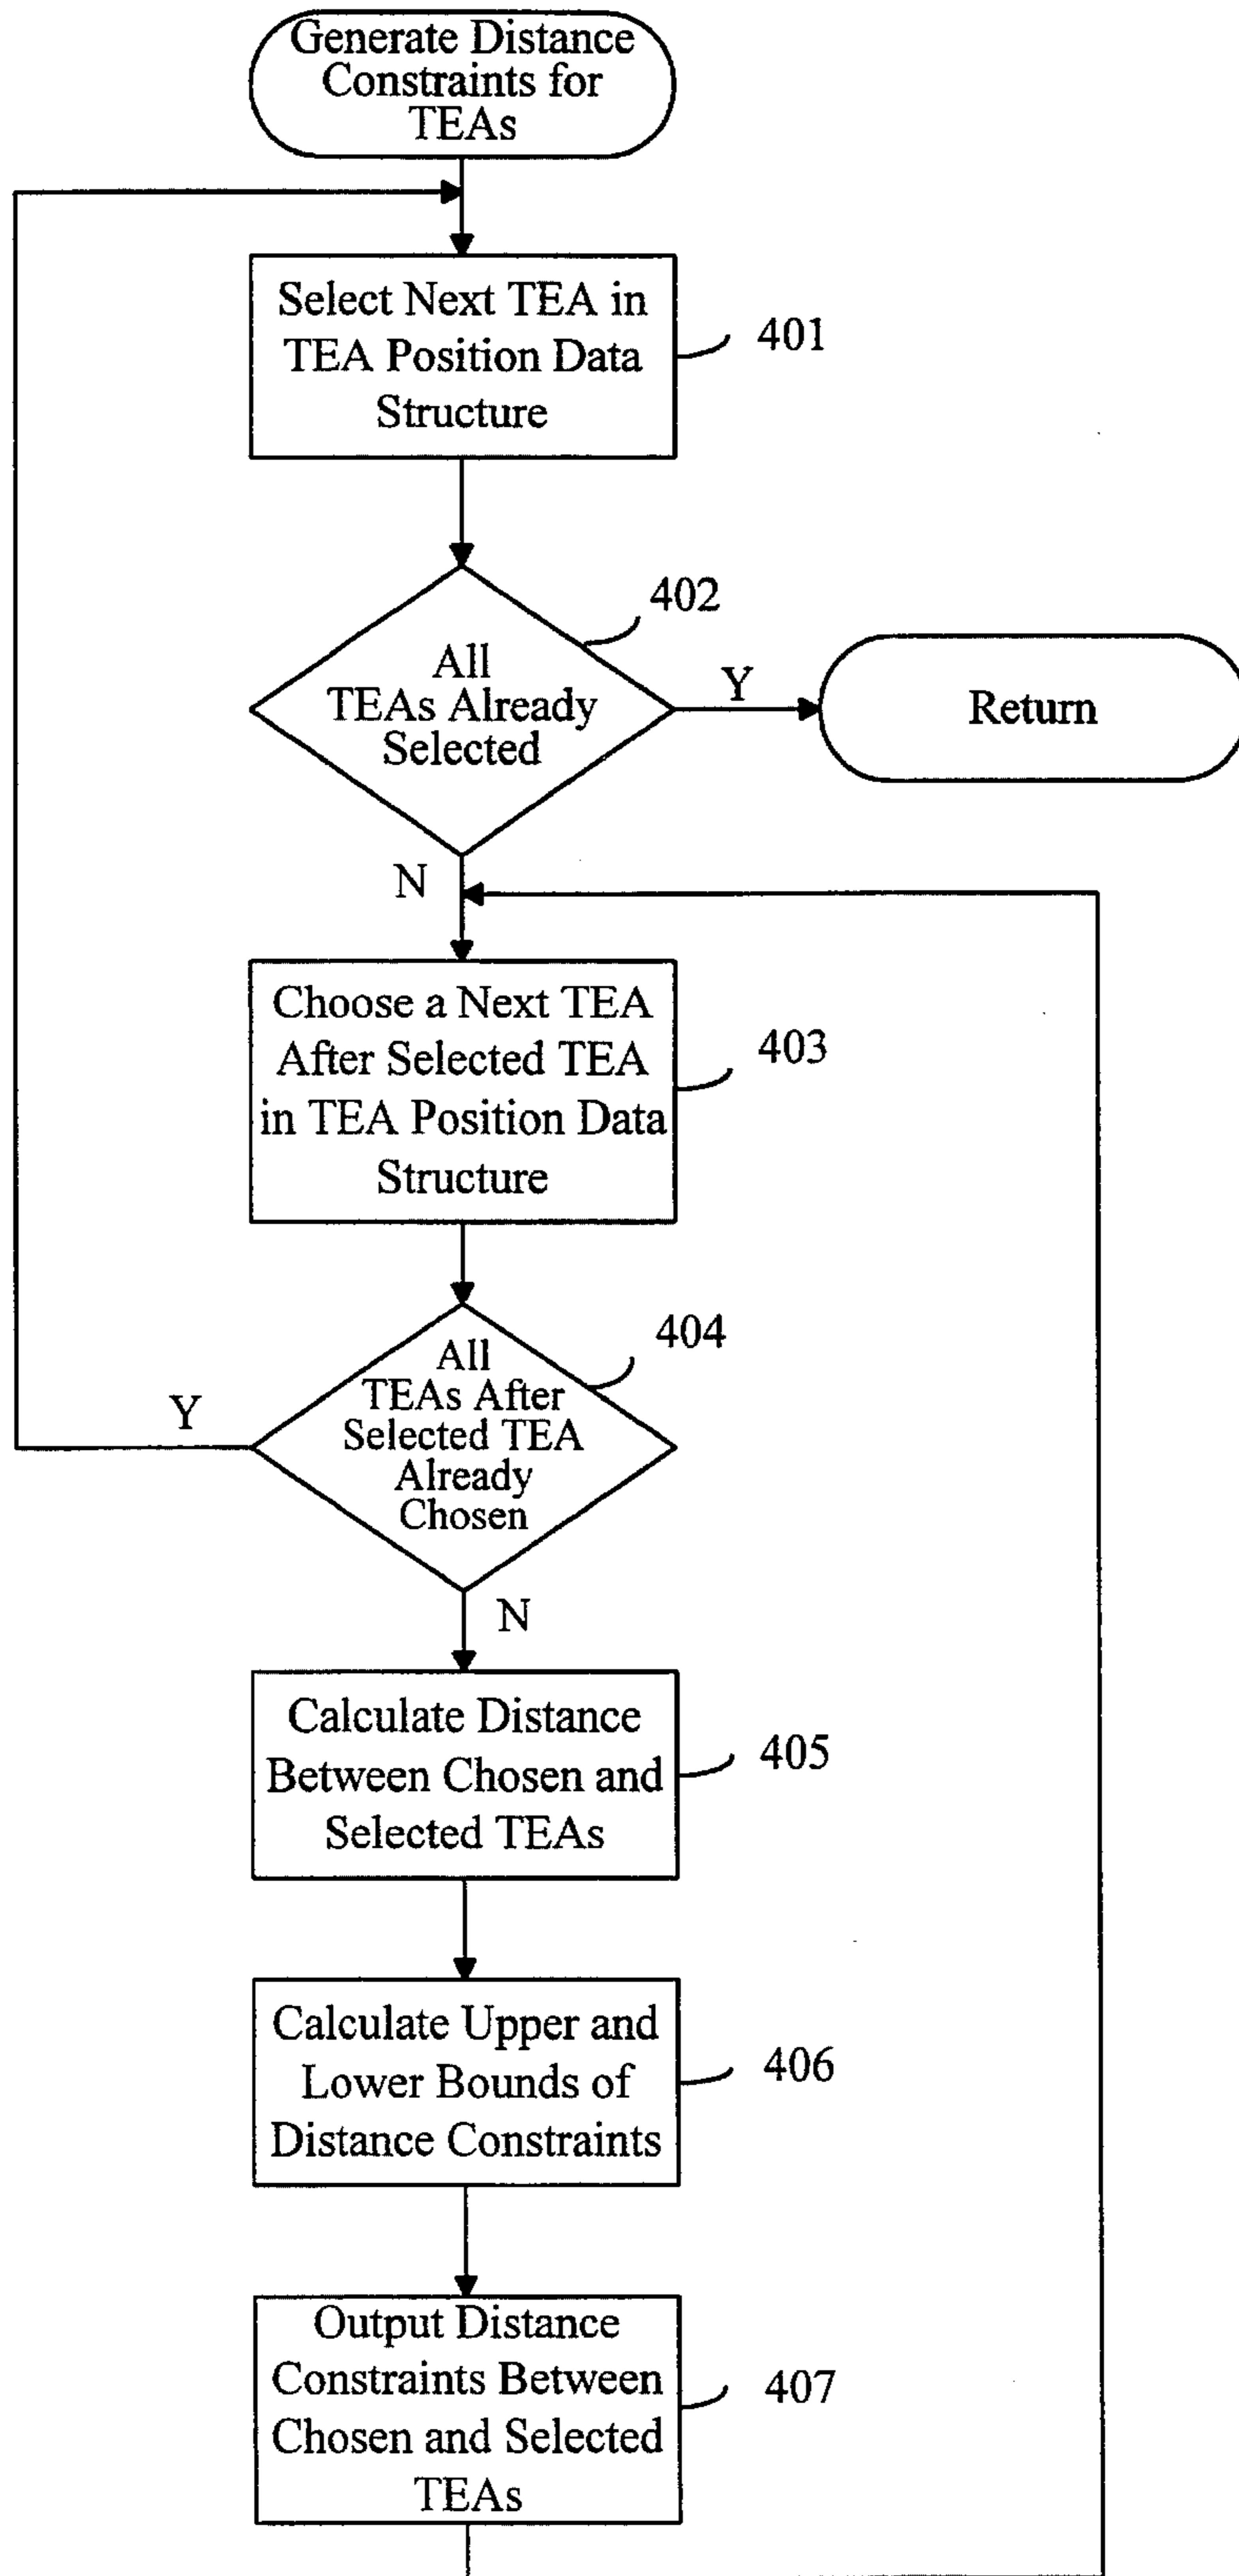 Generate Distance
Constraints for
TEAs
Select Next TEA in
TEA Position Data
Structure
401
402
All
TEAs Already
Selected
Y
Return
N
Choose a Next TEA
After Selected TEA
in TEA Position Data
Structure
403
404
All
TEAs After
Selected TEA
Already
Chosen
Y
N
Calculate Distance
Between Chosen and
Selected TEAs
405
Calculate Upper and
Lower Bounds of
Distance Constraints
406
Output Distance
Constraints Between
Chosen and Selected
TEAs
407